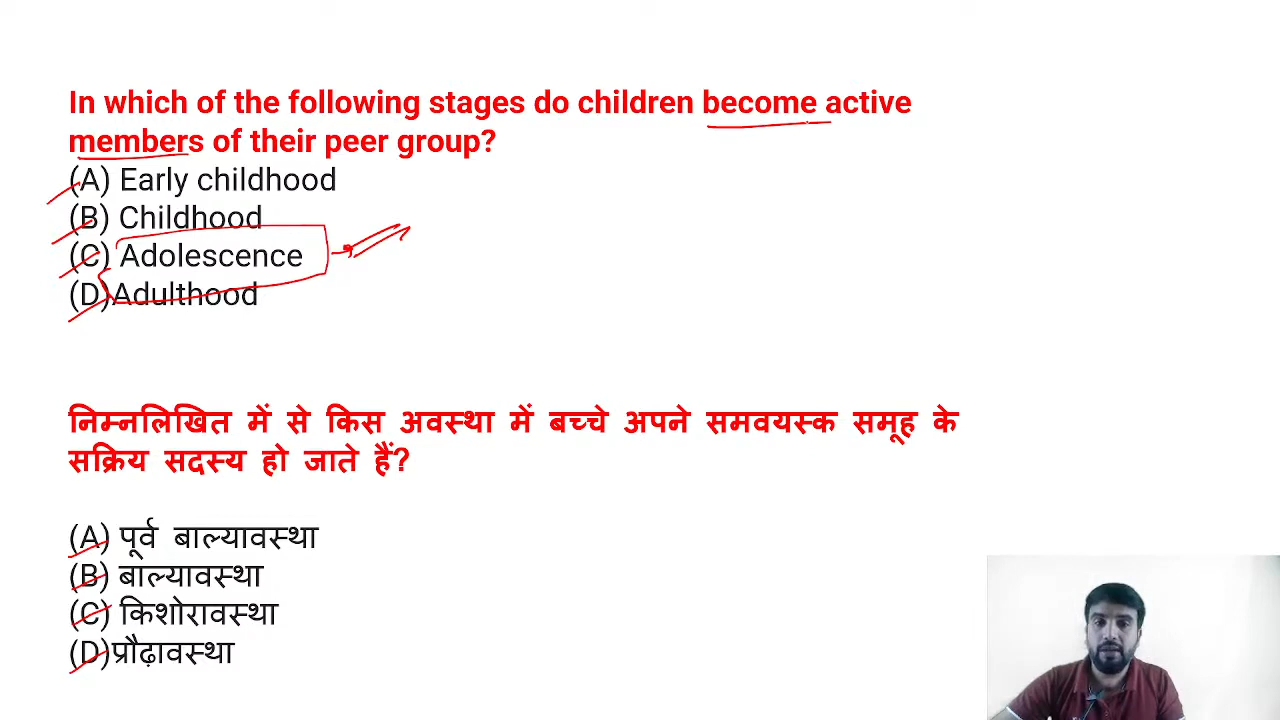 In which of the following stages do children become active
members of their peer group?
(A) Early childhood
(B) Childhood
(C) Adolescence
(D)Adulthood
निम्नलिखित में से किस अवस्था में बच्चे अपने समवयस्क समूह के
सक्रिय सदस्य हो जाते हैं?
(A) पूर्व बाल्यावस्था
(B) बाल्यावस्था
(C) किशोरावस्था
(D)प्रौढ़ावस्था